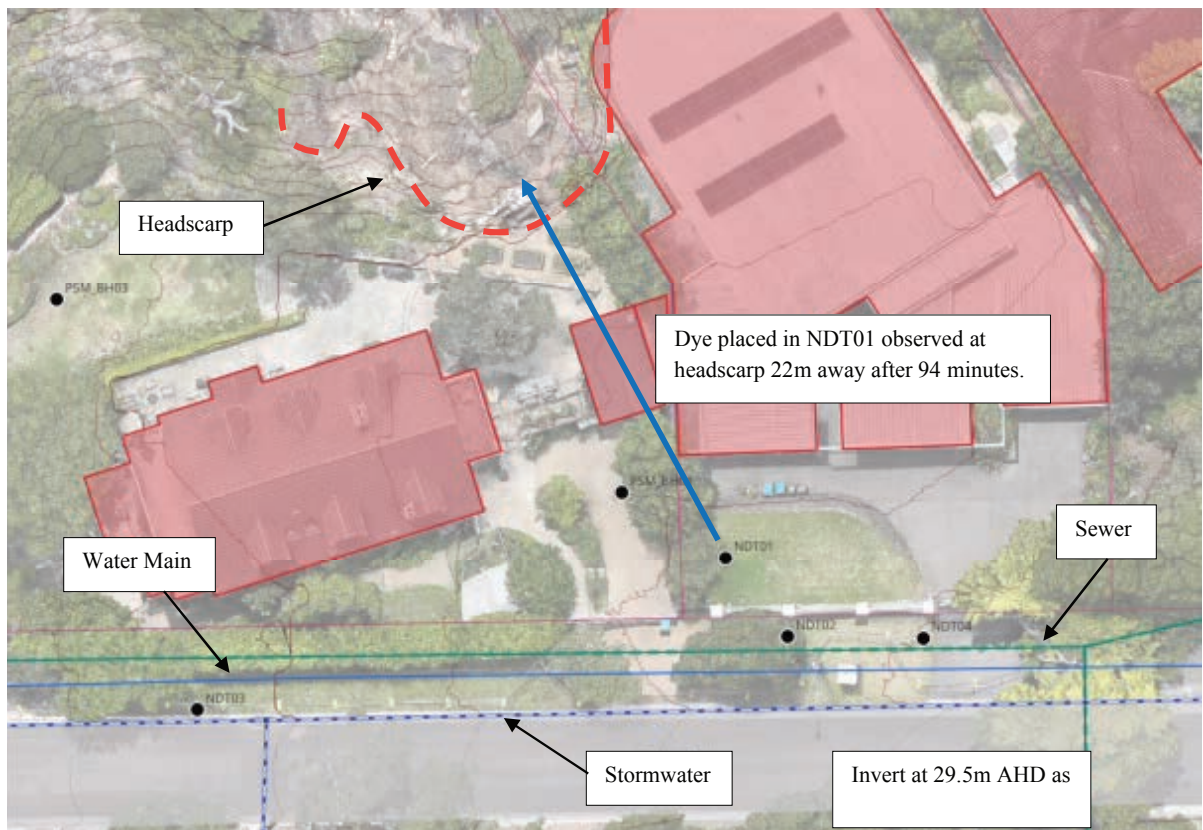 Headscarp
PSM_BH03
Dye placed in NDT01 observed at
headscarp 22m away after 94 minutes.
NDT01
Sewer
Water Main
NDT02
NDT04
NDT03
Stormwater
Invert at 29.5m AHD as